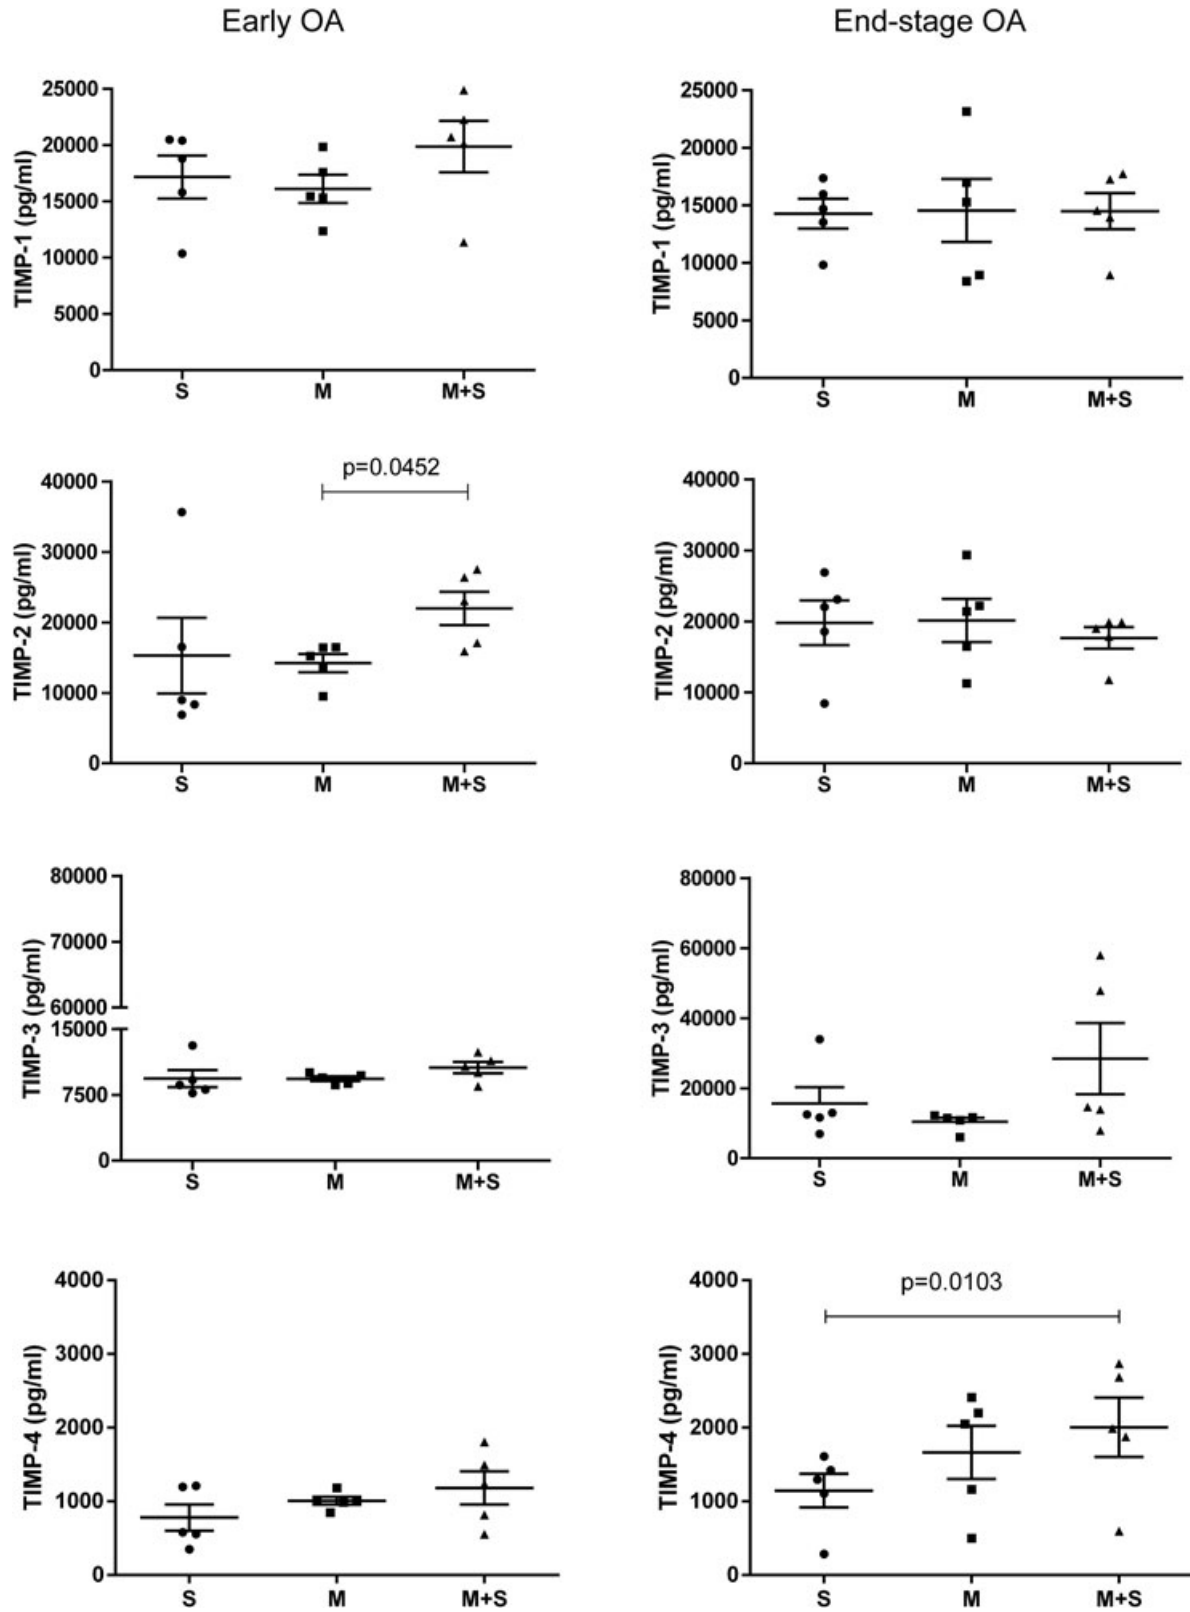 Early OA
End-stage OA
TIMP-1 (pg/ml)
25000
20000
15000
10000
5000
0
S M M+S
TIMP-1 (pg/ml)
25000
20000
15000
10000
5000
0
S M M+S
TIMP-2 (pg/ml)
40000
30000
20000
10000
0
p=0.0452
S M M+S
TIMP-2 (pg/ml)
40000
30000
20000
10000
0
S M M+S
TIMP-3 (pg/ml)
80000
70000
60000
15000
7500
0
S M M+S
TIMP-3 (pg/ml)
80000
60000
40000
20000
0
S M M+S
TIMP-4 (pg/ml)
4000
3000
2000
1000
0
S M M+S
TIMP-4 (pg/ml)
4000
3000
2000
1000
0
p=0.0103
S M M+S